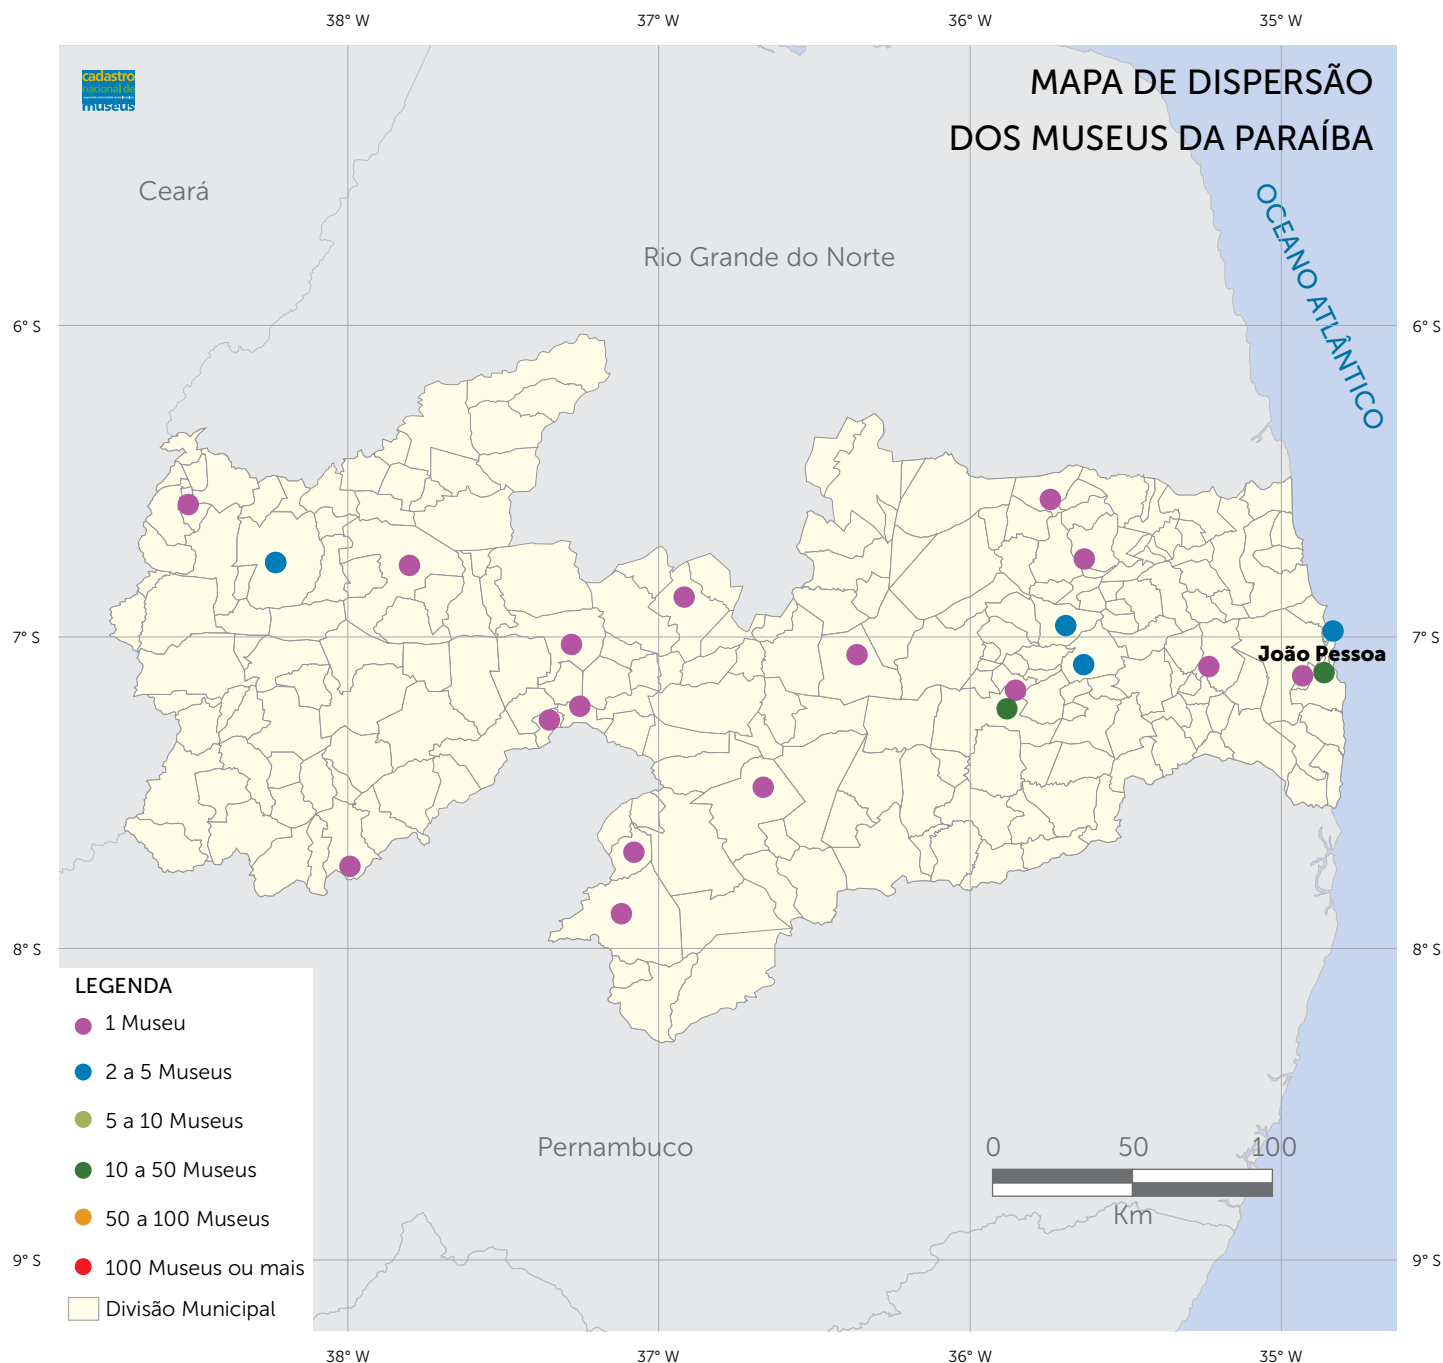 38° W 37° W 36° W 35° W
cadastro
nacional de
museus
MAPA DE DISPERSÃO
DOS MUSEUS DA PARAÍBA
Ceará
OCEANO ATLÂNTICO
Rio Grande do Norte
6° S 6° S
7° S 7° S
João Pessoa
8° S 8° S
LEGENDA
1 Museu
2 a 5 Museus
5 a 10 Museus
10 a 50 Museus
50 a 100 Museus
100 Museus ou mais
Divisão Municipal
Pernambuco
0 50 100
Km
9° S 9° S
38° W 37° W 36° W 35° W